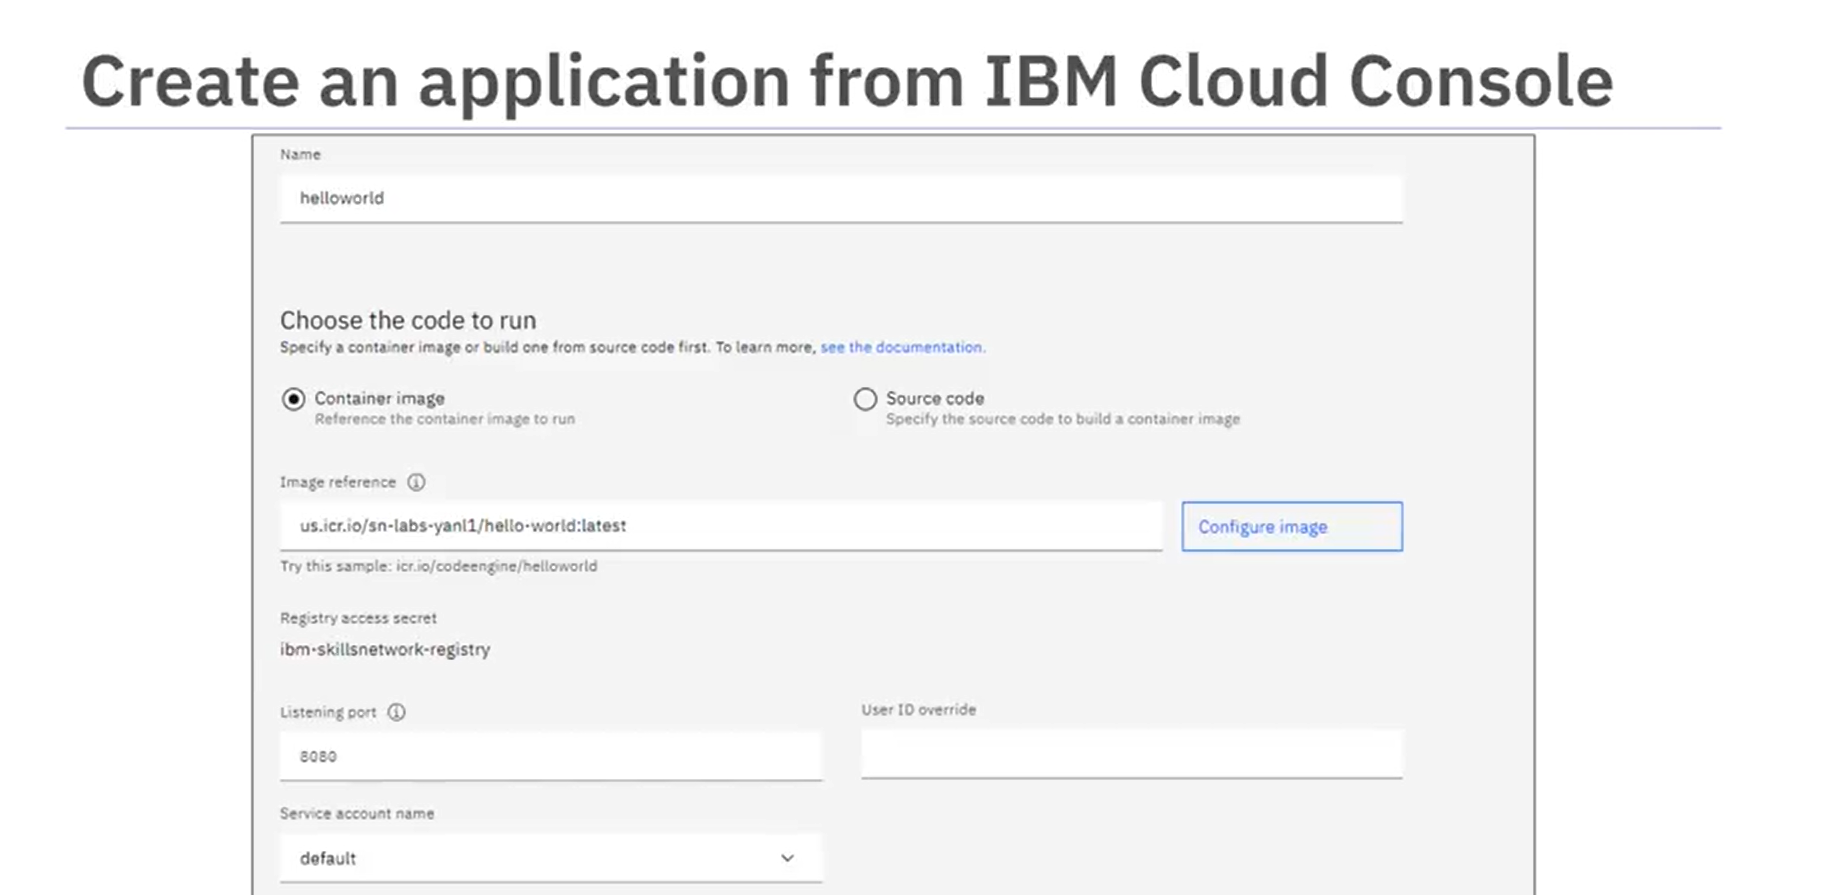 Create an application from IBM Cloud Console
Name
helloworld
Choose the code to run
Specify a container image or build one from source code first. To learn more, see the documentation.
Container image
Reference the container image to run
Source code
Specify the source code to build a container image
Image reference
us.icr.io/sn-labs-yanl1/hello-world:latest
Configure image
Try this sample: icr.io/codeengine/helloworld
Registry access secret
ibm-skillsnetwork-registry
Listening port
8080
User ID override
Service account name
default